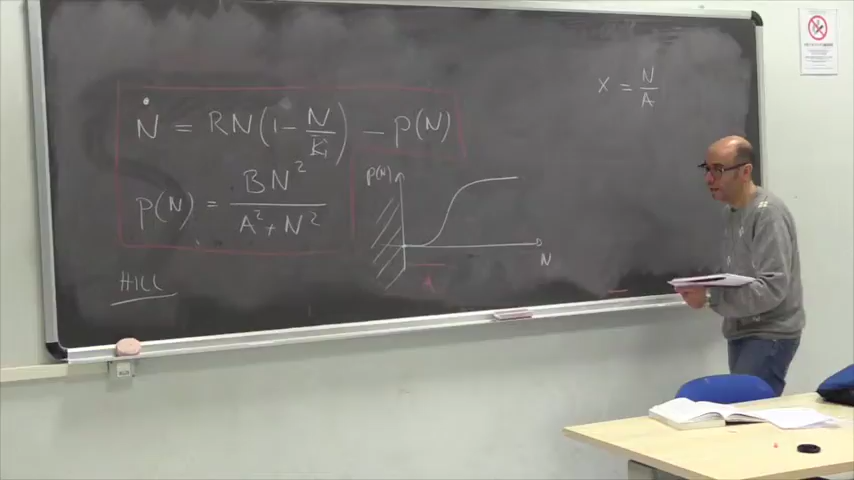 Ṅ = RN(1 - N/K) - P(N)
P(N) = BN²/(A² + N²)
HILL
P(N)
N
A
x = N/A